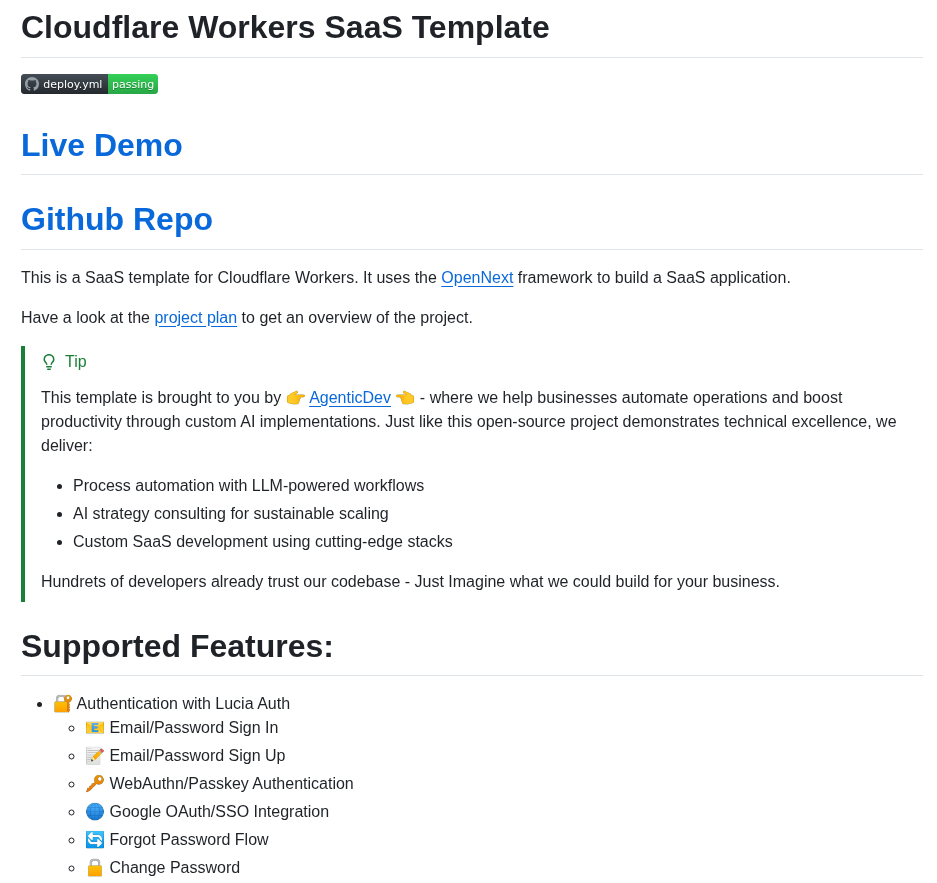 Cloudflare Workers SaaS Template
deploy.yml passing
Live Demo
Github Repo
This is a SaaS template for Cloudflare Workers. It uses the OpenNext framework to build a SaaS application.
Have a look at the project plan to get an overview of the project.
Tip
This template is brought to you by 👉 AgenticDev 👈 - where we help businesses automate operations and boost
productivity through custom AI implementations. Just like this open-source project demonstrates technical excellence, we
deliver:
• Process automation with LLM-powered workflows
• AI strategy consulting for sustainable scaling
• Custom SaaS development using cutting-edge stacks
Hundrets of developers already trust our codebase - Just Imagine what we could build for your business.
Supported Features:
• 🔐 Authentication with Lucia Auth
◦ 📧 Email/Password Sign In
◦ 📝 Email/Password Sign Up
◦ 🔑 WebAuthn/Passkey Authentication
◦ 🌐 Google OAuth/SSO Integration
◦ 🔄 Forgot Password Flow
◦ 🔒 Change Password